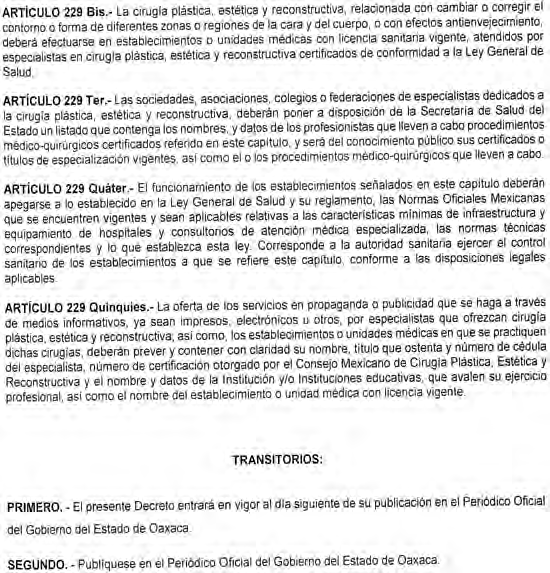 ARTÍCULO 229 Bis.- La cirugía plástica, estética y reconstructiva, relacionada con cambiar o corregir el
contorno o forma de diferentes zonas o regiones de la cara y del cuerpo, o con efectos antienvejecimiento,
deberá efectuarse en establecimientos o unidades médicas con licencia sanitaria vigente, atendidos por
especialistas en cirugía plástica, estética y reconstructiva certificados de conformidad a la Ley General de
Salud.
ARTÍCULO 229 Ter.- Las sociedades, asociaciones, colegios o federaciones de especialistas dedicados a
la cirugía plástica, estética y reconstructiva, deberán poner a disposición de la Secretaría de Salud del
Estado un listado que contenga los nombres, y datos de los profesionistas que lleven a cabo procedimientos
médico-quirúrgicos certificados referido en este capítulo, y será del conocimiento público sus certificados o
títulos de especialización vigentes, así como el o los procedimientos médico-quirúrgicos que lleven a cabo.
ARTÍCULO 229 Quáter.- El funcionamiento de los establecimientos señalados en este capítulo deberán
apegarse a lo establecido en la Ley General de Salud y su reglamento, las Normas Oficiales Mexicanas
que se encuentren vigentes y sean aplicables relativas a las características mínimas de infraestructura y
equipamiento de hospitales y consultorios de atención médica especializada, las normas técnicas
correspondientes y lo que establezca esta ley. Corresponde a la autoridad sanitaria ejercer el control
sanitario de los establecimientos a que se refiere este capítulo, conforme a las disposiciones legales
aplicables.
ARTÍCULO 229 Quinquies.- La oferta de los servicios en propaganda o publicidad que se haga a través
de medios informativos, ya sean impresos, electrónicos u otros, por especialistas que ofrezcan cirugía
plástica, estética y reconstructiva; así como, los establecimientos o unidades médicas en que se practiquen
dichas cirugías, deberán prever y contener con claridad su nombre, título que ostenta y número de cédula
del especialista, número de certificación otorgado por el Consejo Mexicano de Cirugía Plástica, Estética y
Reconstructiva y el nombre y datos de la Institución y/o Instituciones educativas, que avalen su ejercicio
profesional, así como el nombre del establecimiento o unidad médica con licencia vigente.
TRANSITORIOS:
PRIMERO. - El presente Decreto entrará en vigor al día siguiente de su publicación en el Periódico Oficial
del Gobierno del Estado de Oaxaca.
SEGUNDO. - Publíquese en el Periódico Oficial del Gobierno del Estado de Oaxaca.